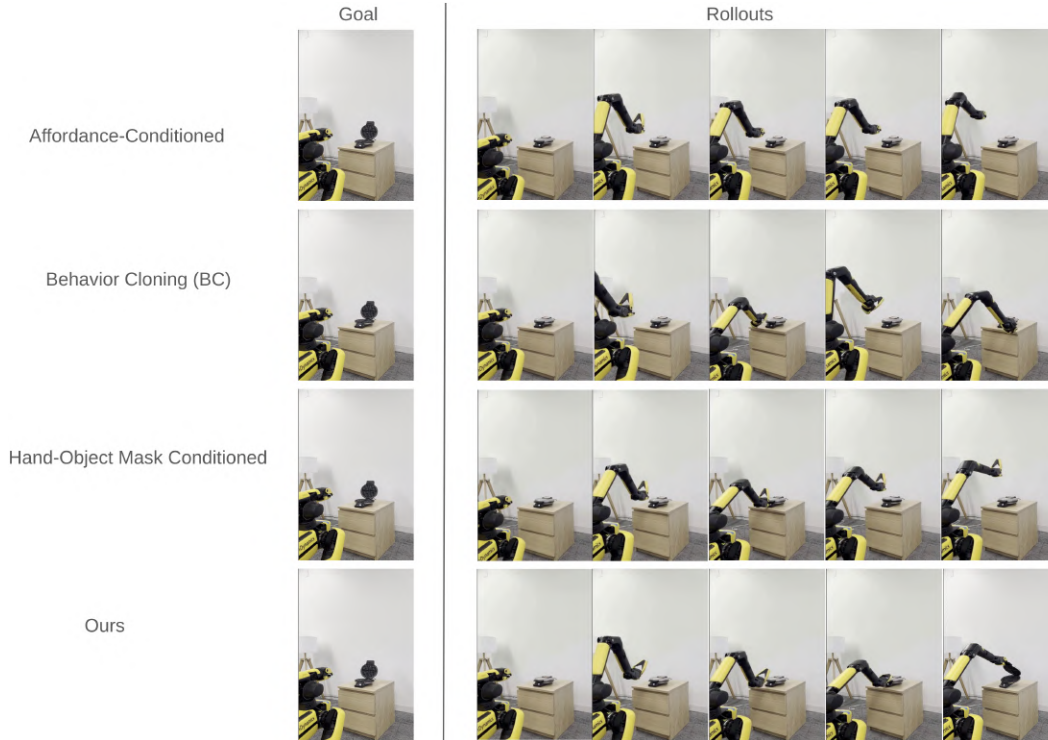 Goal
Rollouts
Affordance-Conditioned
Behavior Cloning (BC)
Hand-Object Mask Conditioned
Ours